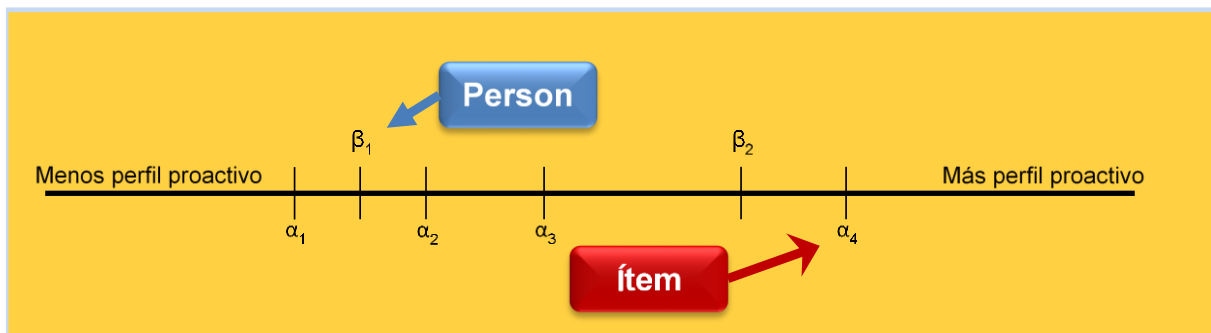 Person
β1
β2
Menos perfil proactivo
Más perfil proactivo
α1
α2
α3
α4
Ítem